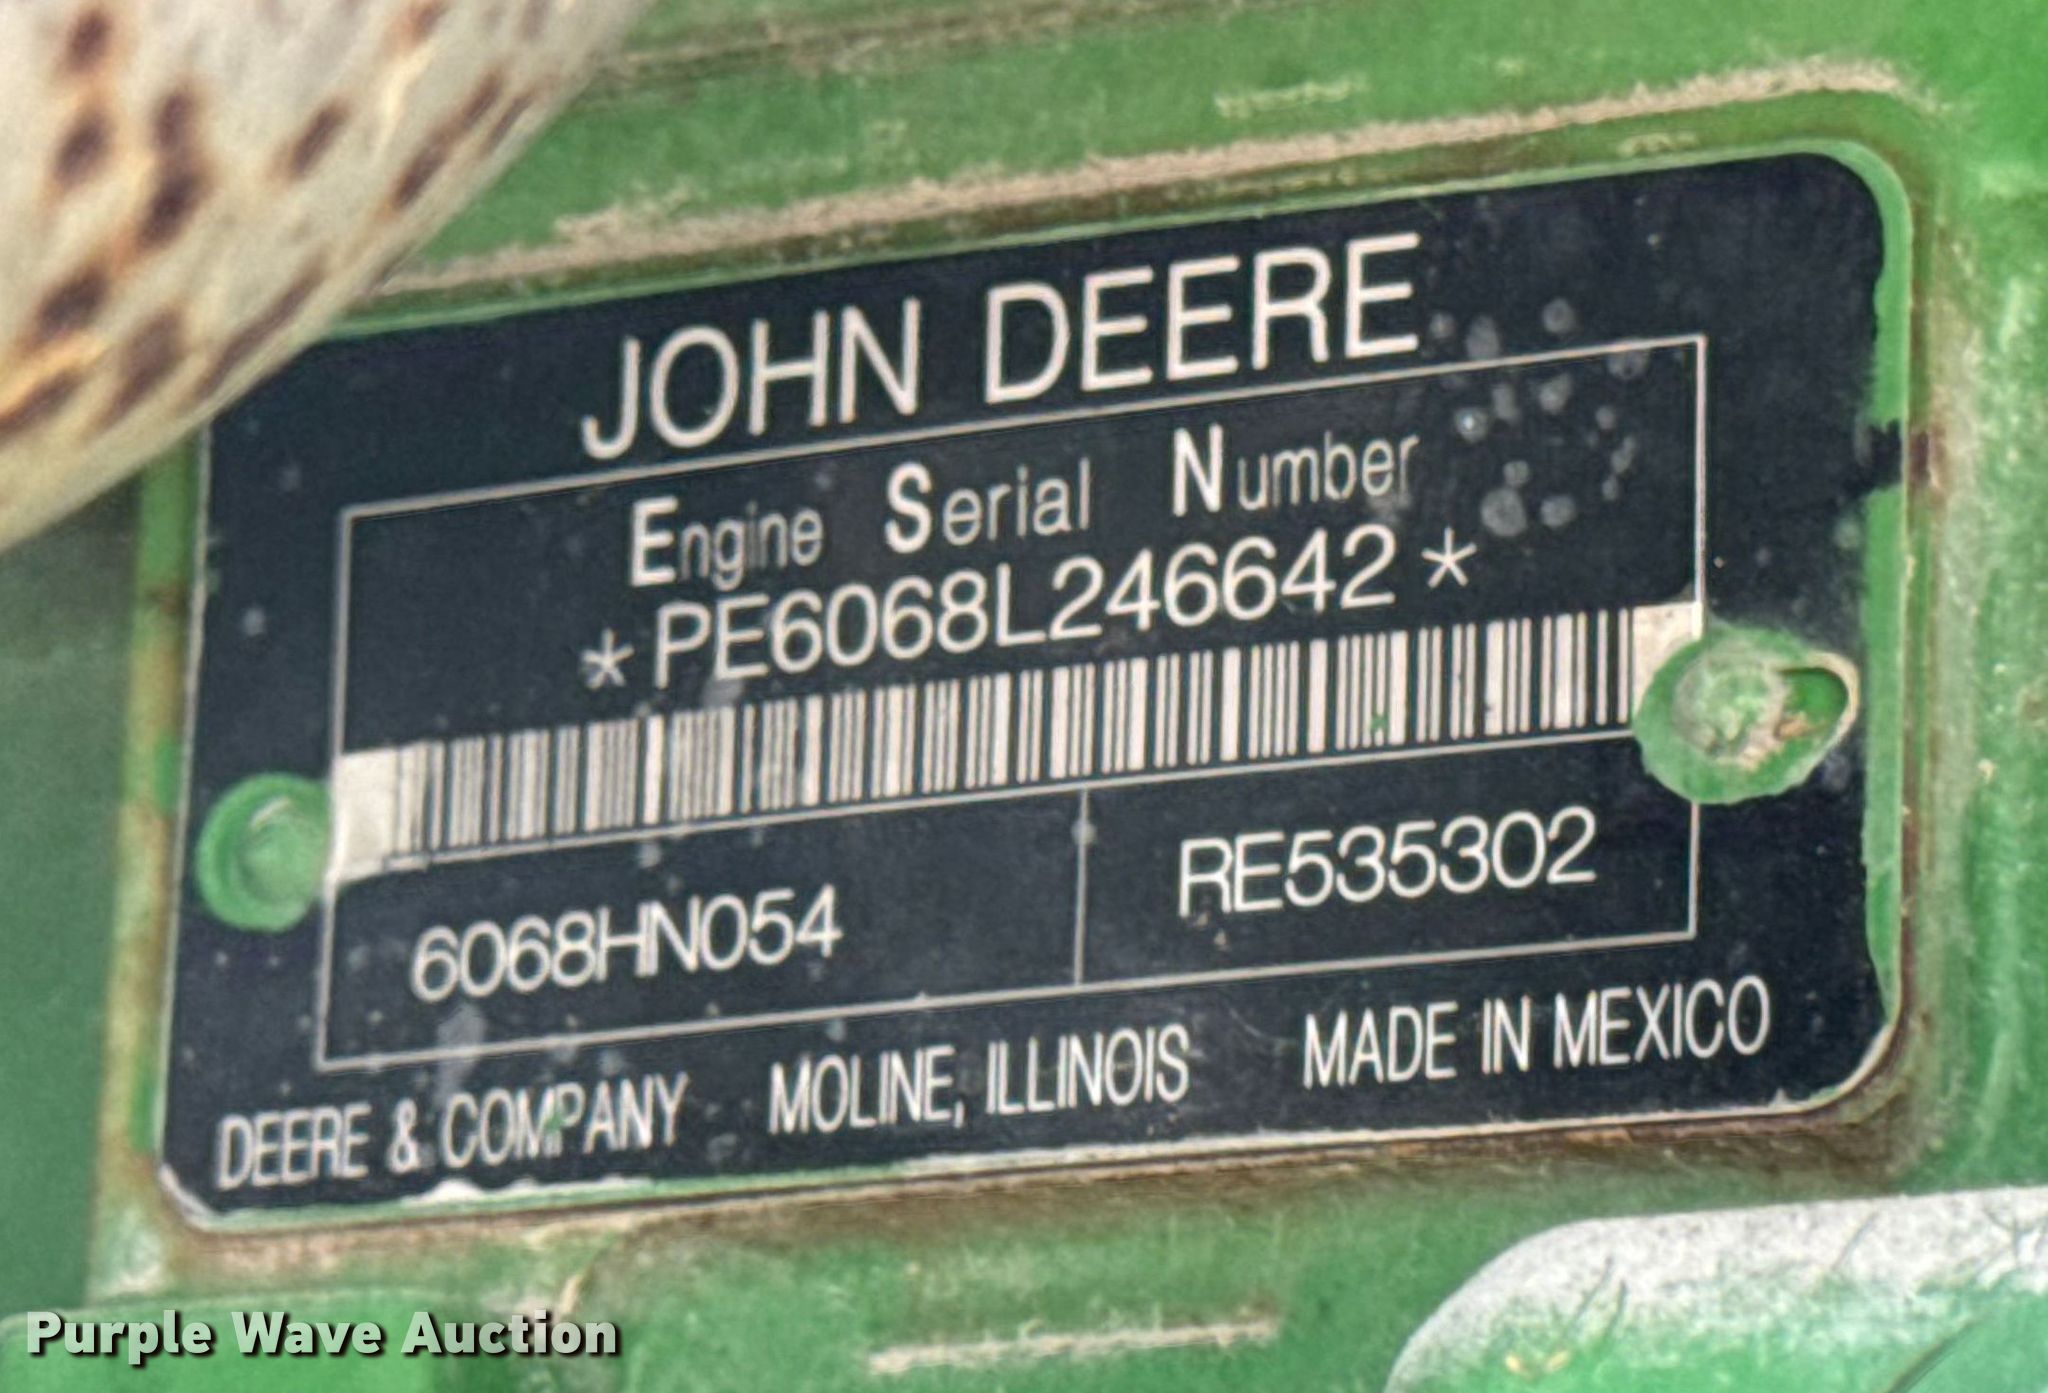 JOHN DEERE
Engine Serial Number
*PE6068L246642*
6068HN054 RE535302
DEERE & COMPANY MOLINE, ILLINOIS MADE IN MEXICO
Purple Wave Auction